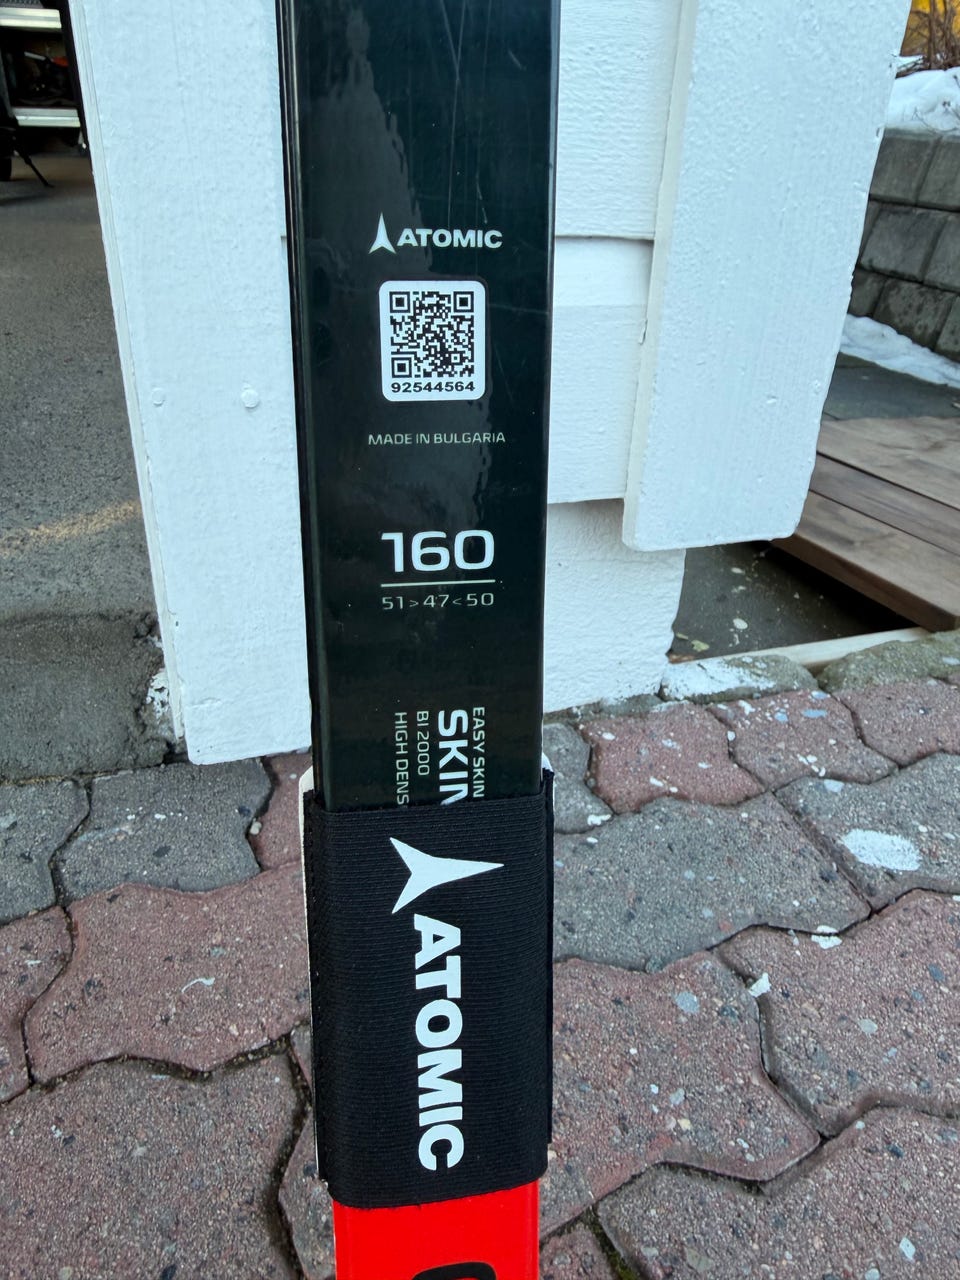 ATOMIC
92544564
MADE IN BULGARIA
160
51>47<50
EASY SKIN
SKIN
BI 2000
HIGH DENS
ATOMIC